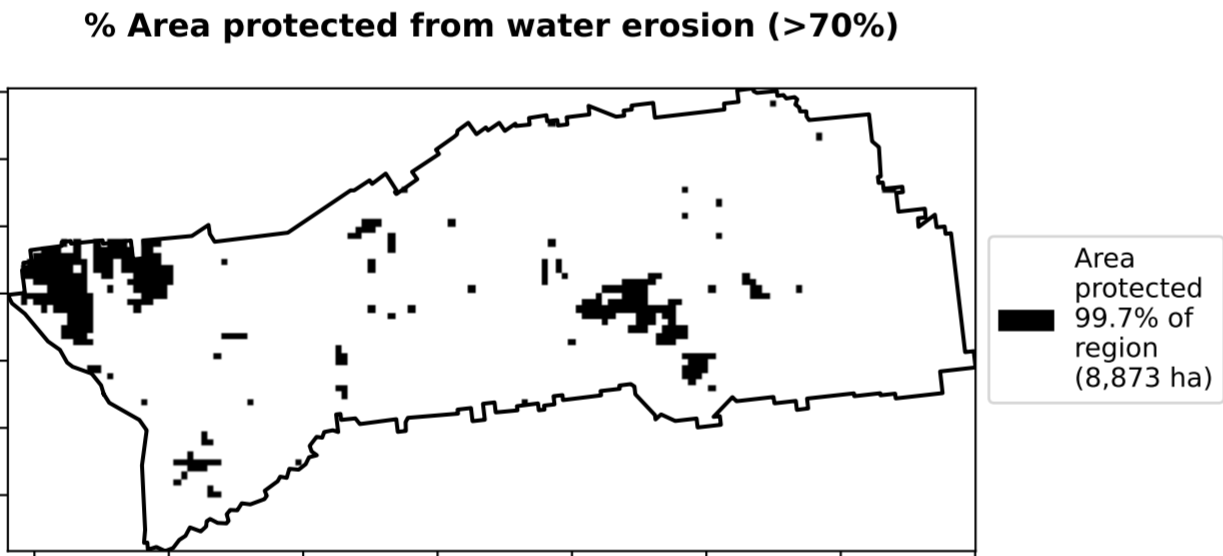 % Area protected from water erosion (>70%)
Area
protected
99.7% of
region
(8,873 ha)